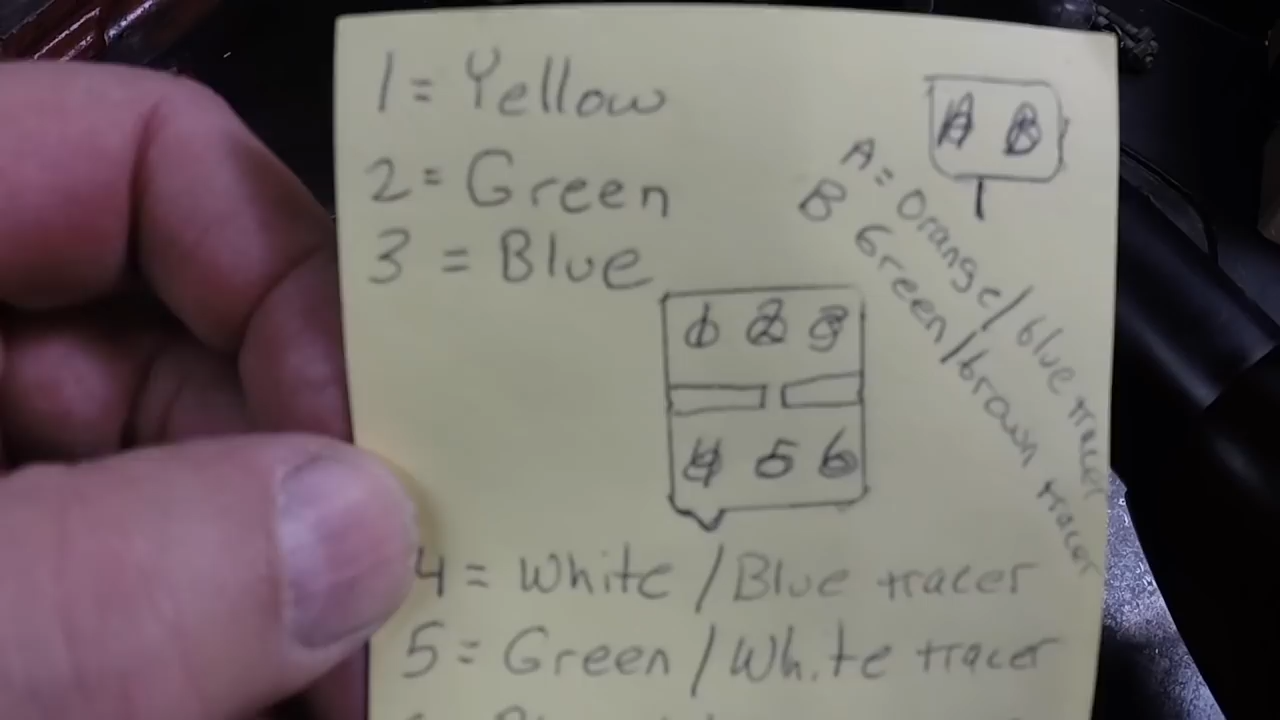 1 = Yellow
2 = Green
3 = Blue
A B
A = Orange/blue tracer
B Green/brown tracer
1 2 3
4 5 6
4 = White/Blue tracer
5 = Green/White tracer